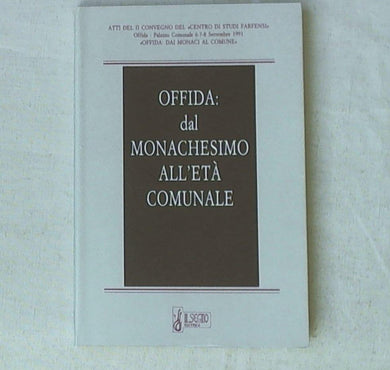 ATTI DEL II CONVEGNO DEL «CENTRO DI STUDI FARFENSI»
Offida - Palazzo Comunale 6-7-8 Settembre 1991
«OFFIDA: DAI MONACI AL COMUNE»
OFFIDA:
dal
MONACHESIMO
ALL'ETÀ
COMUNALE
IL SEGNO